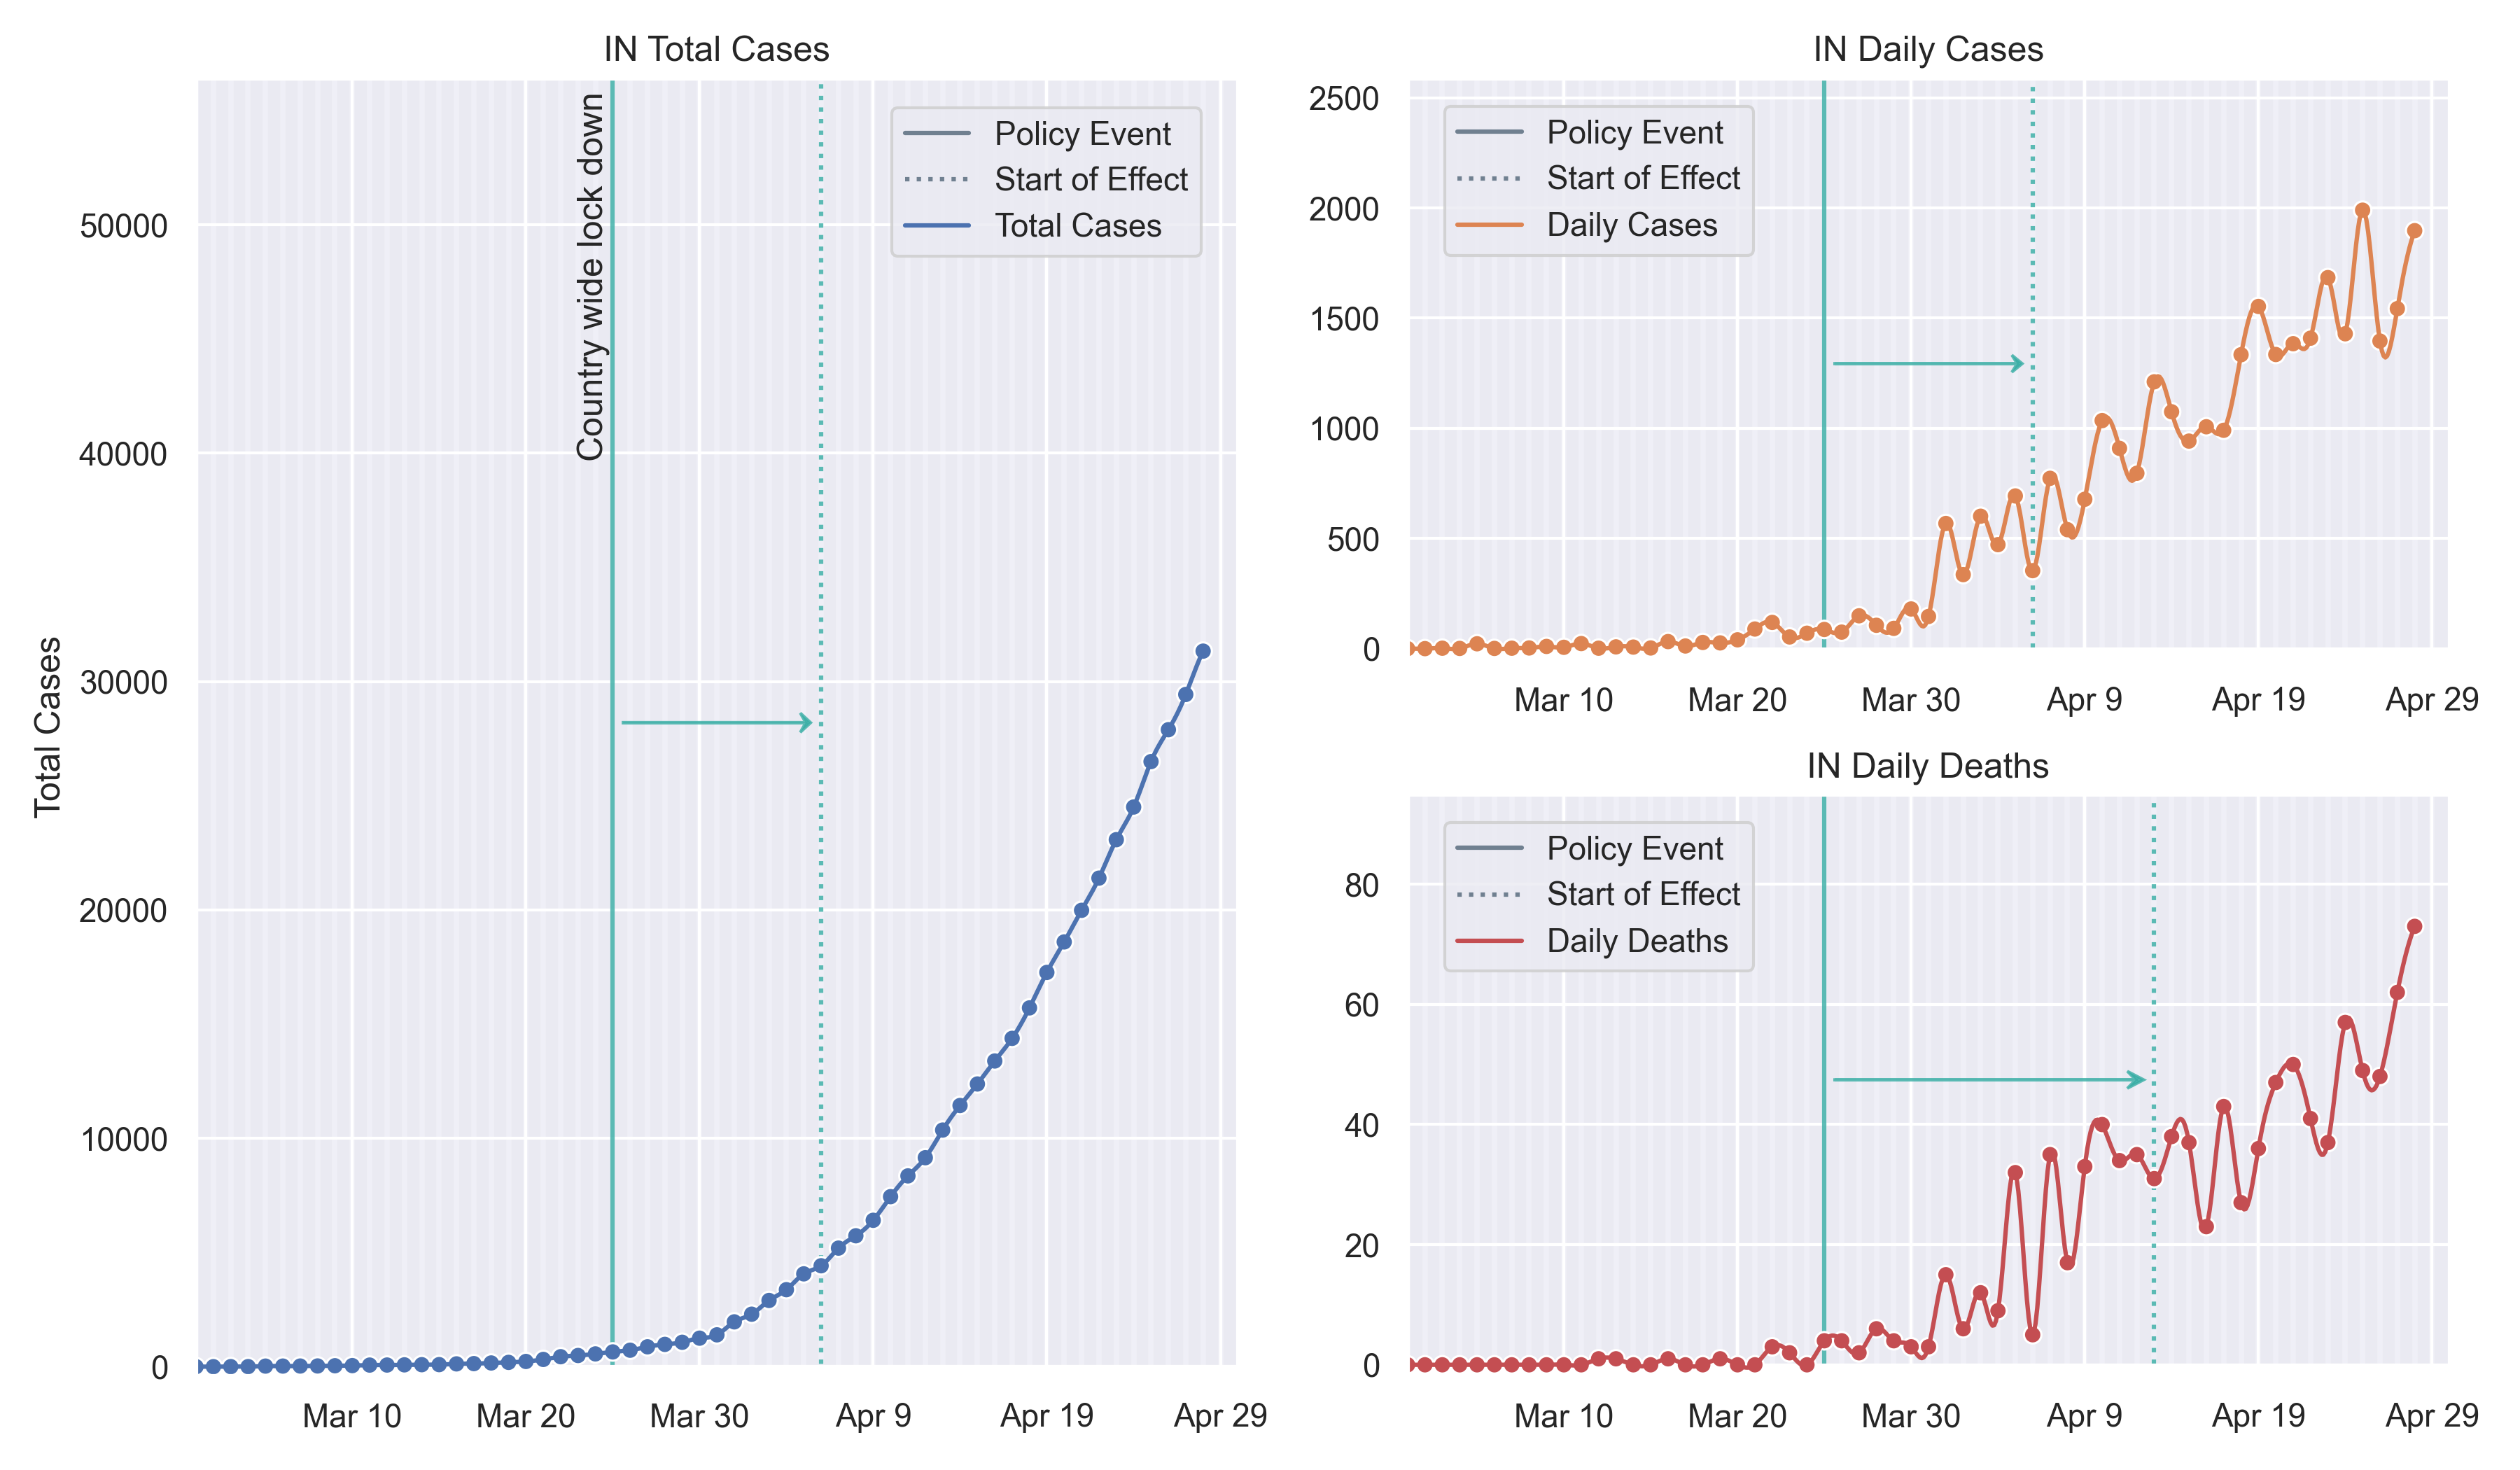 IN Total Cases
Country wide lock down
Policy Event
Start of Effect
Total Cases
Total Cases
50000
40000
30000
20000
10000
0
Mar 10 Mar 20 Mar 30 Apr 9 Apr 19 Apr 29
IN Daily Cases
Policy Event
Start of Effect
Daily Cases
2500
2000
1500
1000
500
0
Mar 10 Mar 20 Mar 30 Apr 9 Apr 19 Apr 29
IN Daily Deaths
Policy Event
Start of Effect
Daily Deaths
80
60
40
20
0
Mar 10 Mar 20 Mar 30 Apr 9 Apr 19 Apr 29